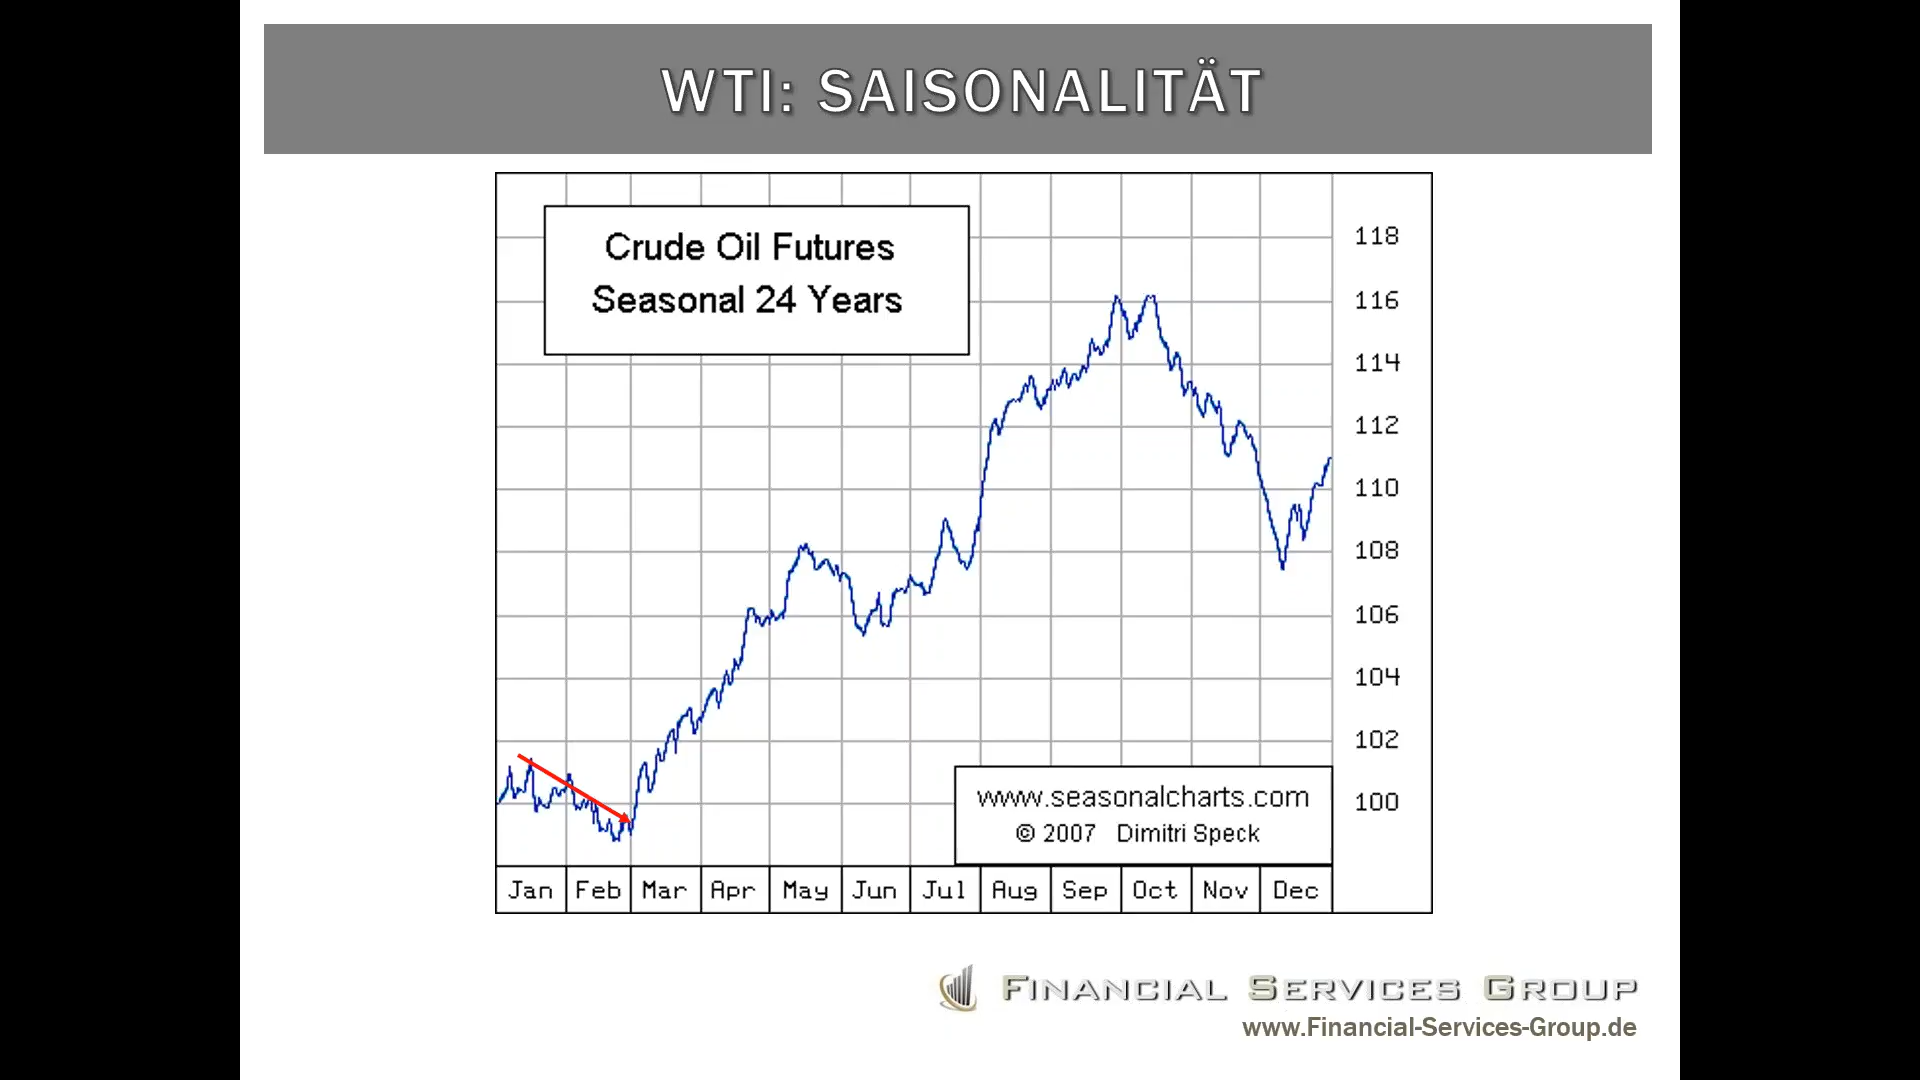 WTI: SAISONALITÄT
Crude Oil Futures
Seasonal 24 Years
118
116
114
112
110
108
106
104
102
100
www.seasonalcharts.com
© 2007 Dimitri Speck
Jan Feb Mar Apr May Jun Jul Aug Sep Oct Nov Dec
FINANCIAL SERVICES GROUP
www.Financial-Services-Group.de